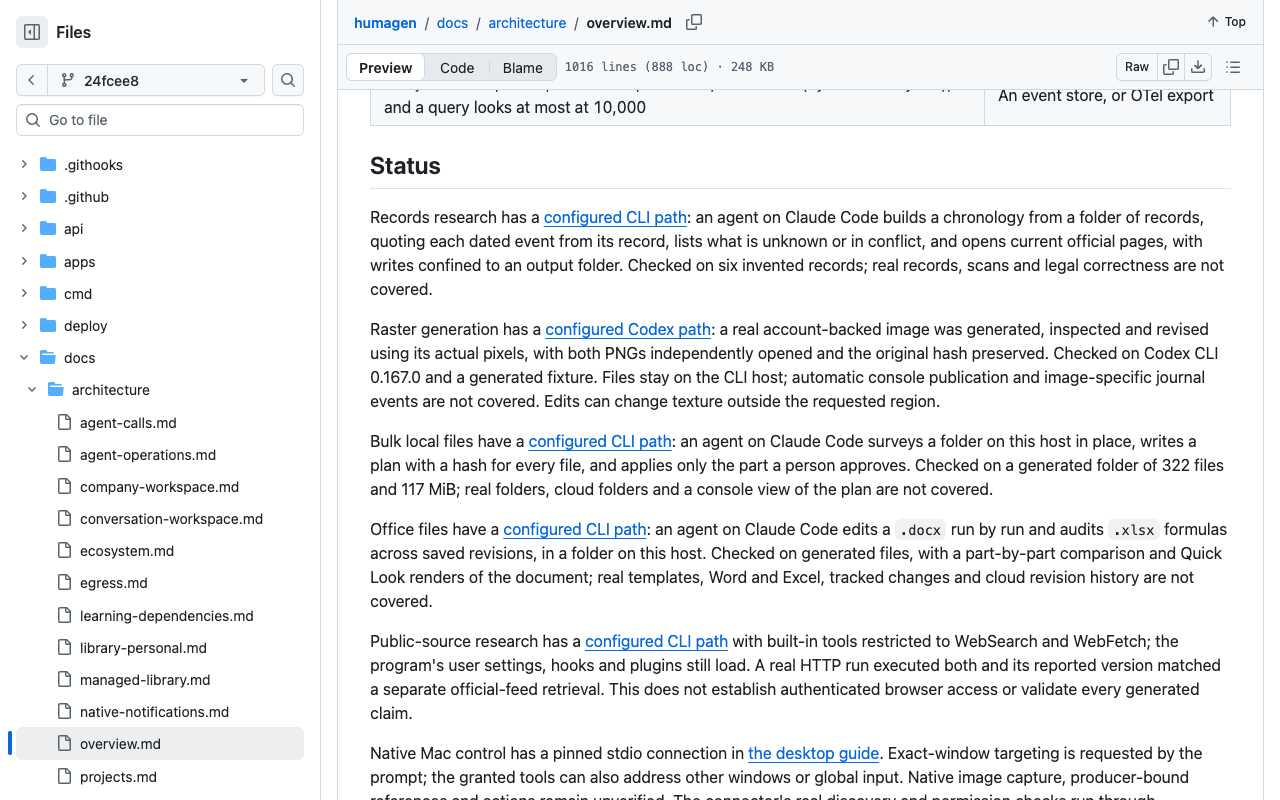 Files
humagen / docs / architecture / overview.md
Top
24fcee8
Preview Code Blame 1016 lines (888 loc) · 248 KB
Raw
Go to file
.githooks
.github
api
apps
cmd
deploy
docs
architecture
agent-calls.md
agent-operations.md
company-workspace.md
conversation-workspace.md
ecosystem.md
egress.md
learning-dependencies.md
library-personal.md
managed-library.md
native-notifications.md
overview.md
projects.md
and a query looks at most at 10,000
An event store, or OTel export
Status
Records research has a configured CLI path: an agent on Claude Code builds a chronology from a folder of records,
quoting each dated event from its record, lists what is unknown or in conflict, and opens current official pages, with
writes confined to an output folder. Checked on six invented records; real records, scans and legal correctness are not
covered.
Raster generation has a configured Codex path: a real account-backed image was generated, inspected and revised
using its actual pixels, with both PNGs independently opened and the original hash preserved. Checked on Codex CLI
0.167.0 and a generated fixture. Files stay on the CLI host; automatic console publication and image-specific journal
events are not covered. Edits can change texture outside the requested region.
Bulk local files have a configured CLI path: an agent on Claude Code surveys a folder on this host in place, writes a
plan with a hash for every file, and applies only the part a person approves. Checked on a generated folder of 322 files
and 117 MiB; real folders, cloud folders and a console view of the plan are not covered.
Office files have a configured CLI path: an agent on Claude Code edits a .docx run by run and audits .xlsx formulas
across saved revisions, in a folder on this host. Checked on generated files, with a part-by-part comparison and Quick
Look renders of the document; real templates, Word and Excel, tracked changes and cloud revision history are not
covered.
Public-source research has a configured CLI path with built-in tools restricted to WebSearch and WebFetch; the
program's user settings, hooks and plugins still load. A real HTTP run executed both and its reported version matched
a separate official-feed retrieval. This does not establish authenticated browser access or validate every generated
claim.
Native Mac control has a pinned stdio connection in the desktop guide. Exact-window targeting is requested by the
prompt; the granted tools can also address other windows or global input. Native image capture, producer-bound